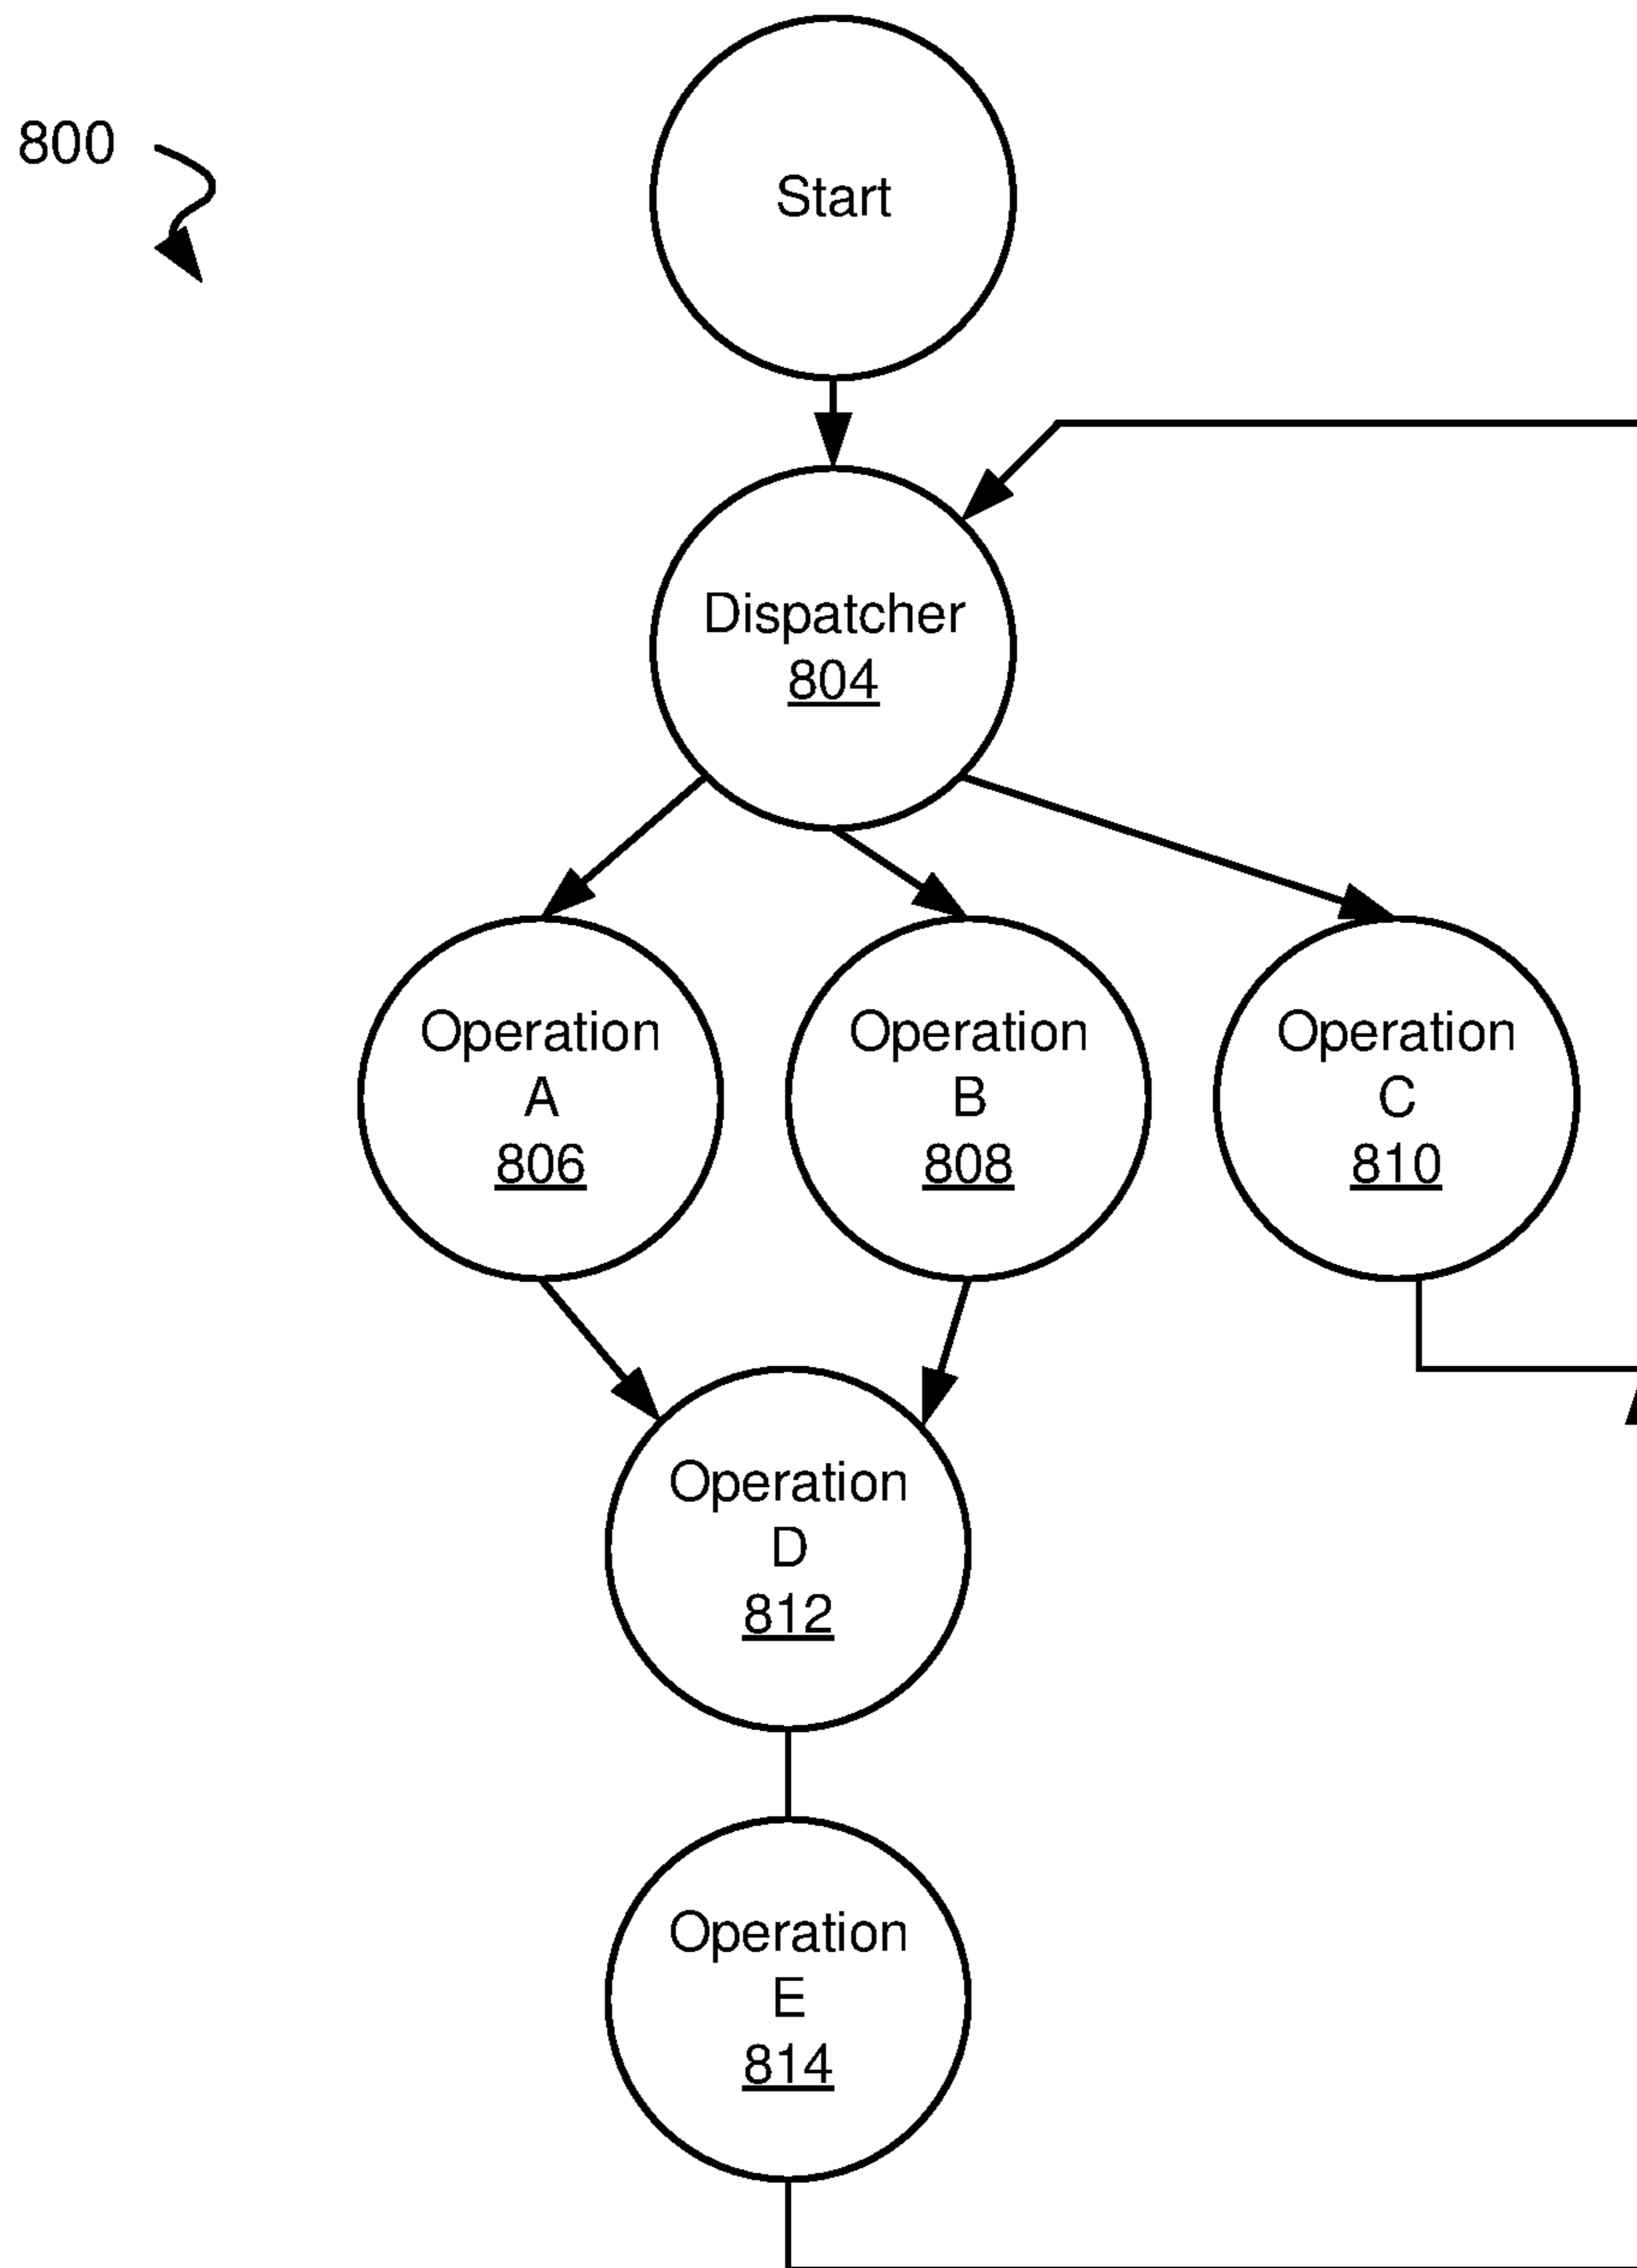 800
Start
Dispatcher
804
Operation
A
806
Operation
B
808
Operation
C
810
Operation
D
812
Operation
E
814